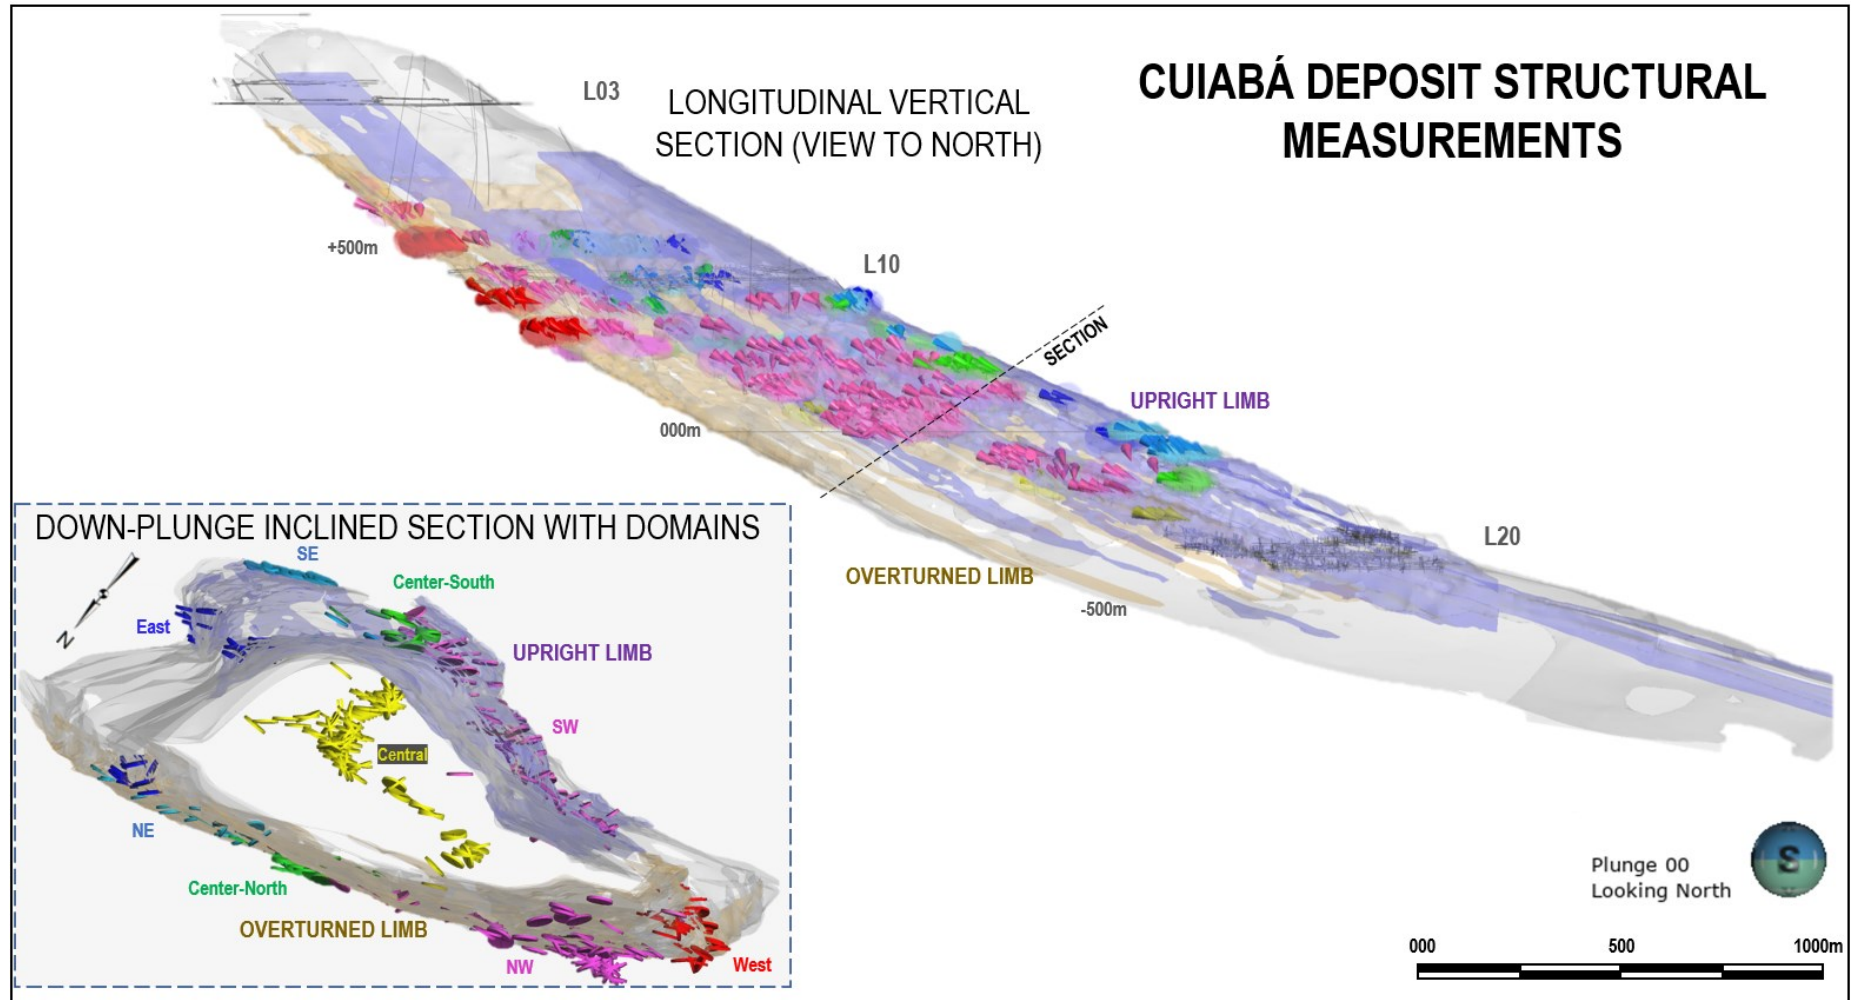 CUIABÁ DEPOSIT STRUCTURAL
MEASUREMENTS
LONGITUDINAL VERTICAL
SECTION (VIEW TO NORTH)
L03
+500m
L10
SECTION
UPRIGHT LIMB
000m
L20
OVERTURNED LIMB
-500m
DOWN-PLUNGE INCLINED SECTION WITH DOMAINS
SE
Center-South
N
East
UPRIGHT LIMB
SW
Central
NE
Center-North
OVERTURNED LIMB
NW
West
Plunge 00
Looking North
S
000 500 1000m